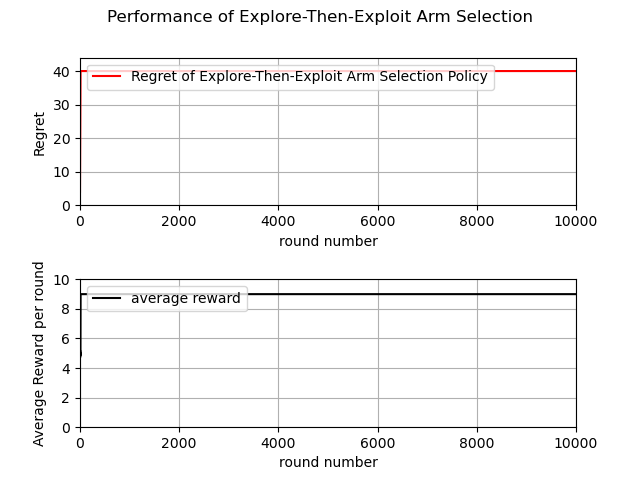 Performance of Explore-Then-Exploit Arm Selection
40
30
20
10
0
Regret
Regret of Explore-Then-Exploit Arm Selection Policy
0 2000 4000 6000 8000 10000
round number
10
8
6
4
2
0
Average Reward per round
average reward
0 2000 4000 6000 8000 10000
round number